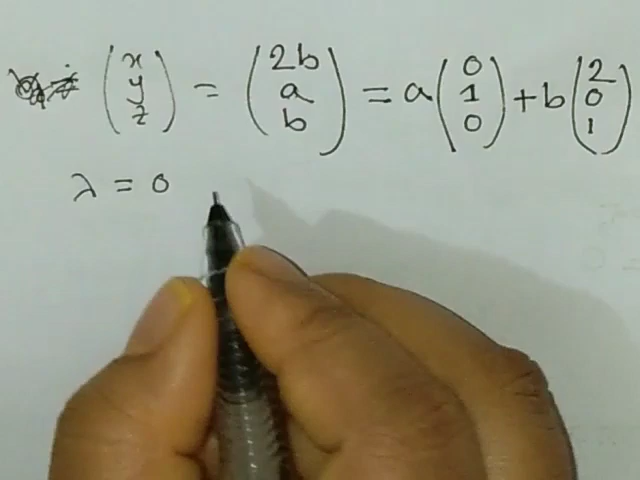 (x y z) = (2b a b) = a (0 1 0) + b (2 0 1)
λ = 0